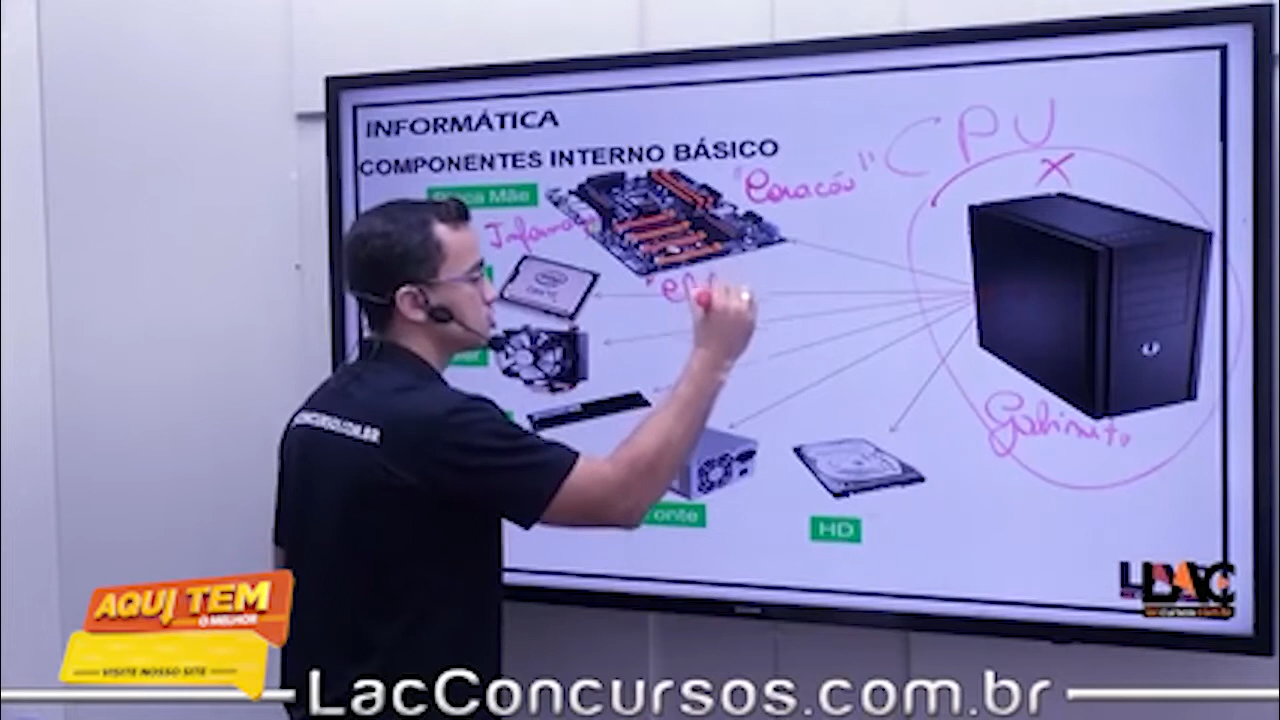 INFORMÁTICA
COMPONENTES INTERNO BÁSICO
CPU
X
Placa Mãe
"Coração"
intel
Gabinete
Fonte
HD
AQUI TEM
O MELHOR
VISITE NOSSO SITE
LacConcursos.com.br